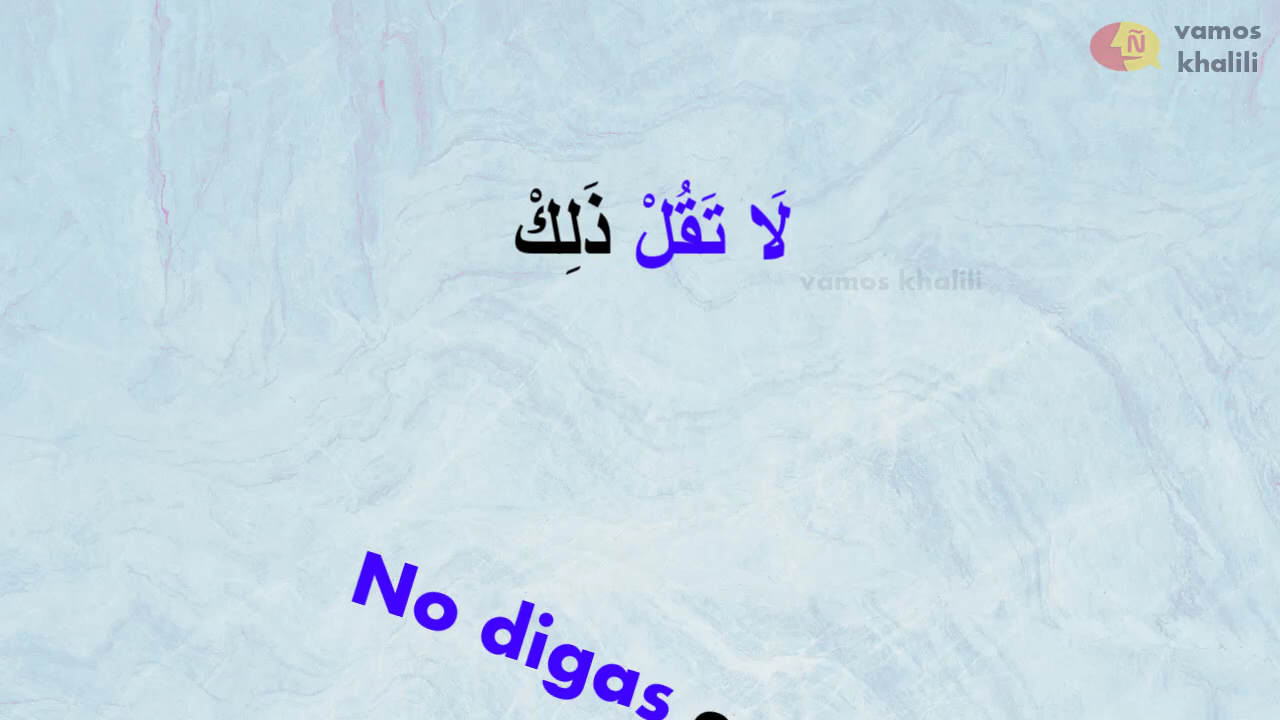 vamos
khalili
لَا تَقُلْ ذَلِكْ
vamos khalili
No digas